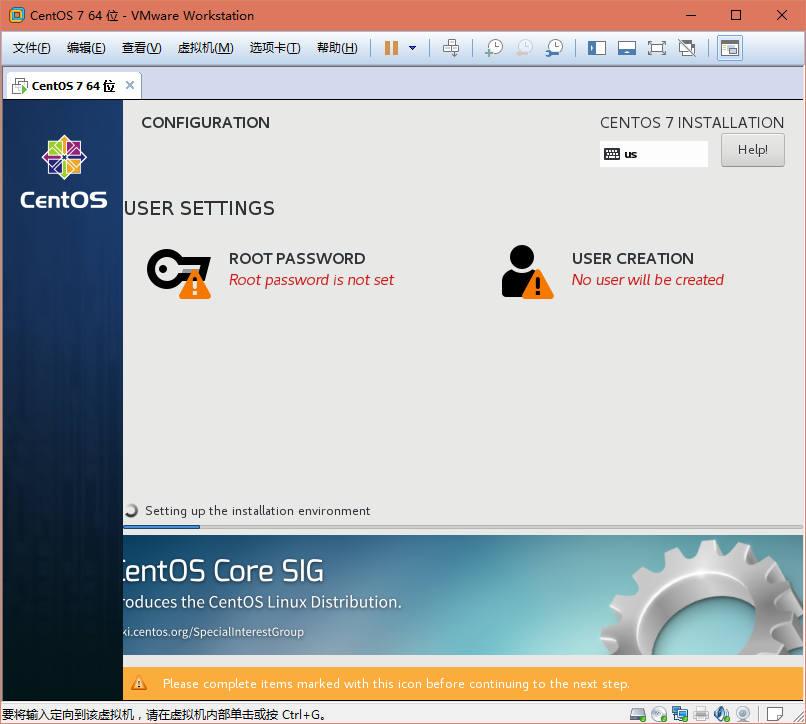 CentOS 7 64 位 - VMware Workstation
文件(F) 编辑(E) 查看(V) 虚拟机(M) 选项卡(T) 帮助(H)
CentOS 7 64 位
CentOS
CONFIGURATION
CENTOS 7 INSTALLATION
us
Help!
USER SETTINGS
ROOT PASSWORD
Root password is not set
USER CREATION
No user will be created
Setting up the installation environment
entOS Core SIG
roduces the CentOS Linux Distribution.
ki.centos.org/SpecialInterestGroup
Please complete items marked with this icon before continuing to the next step.
要将输入定向到该虚拟机，请在虚拟机内部单击或按 Ctrl+G。